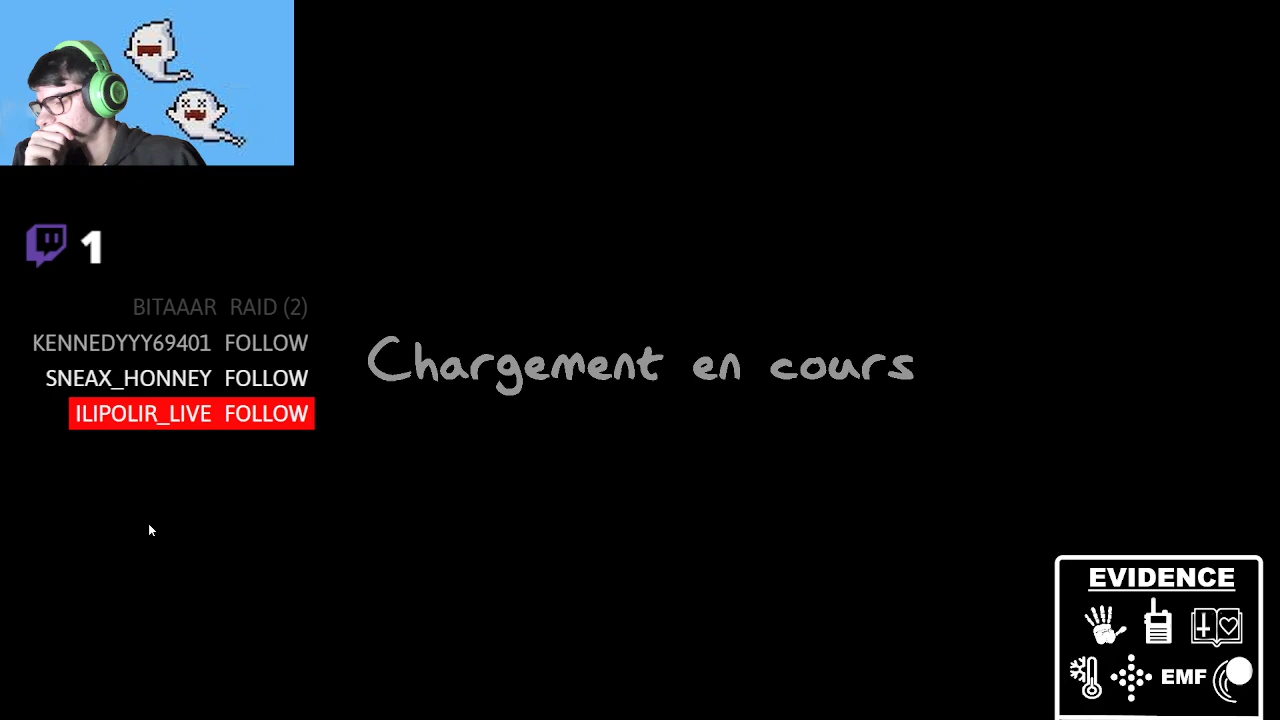 1
BITAAAR RAID (2)
KENNEDYYY69401 FOLLOW
SNEAX_HONNEY FOLLOW
ILIPOLIR_LIVE FOLLOW
Chargement en cours
EVIDENCE
EMF